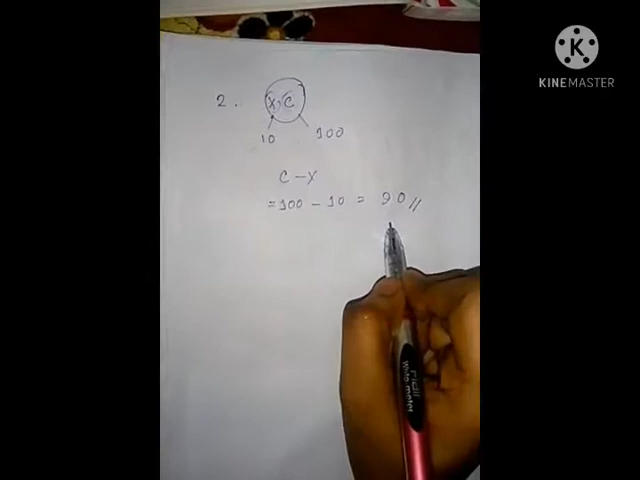 K
KINEMASTER
2. X, C
10 100
C - X
= 100 - 10 = 90 //